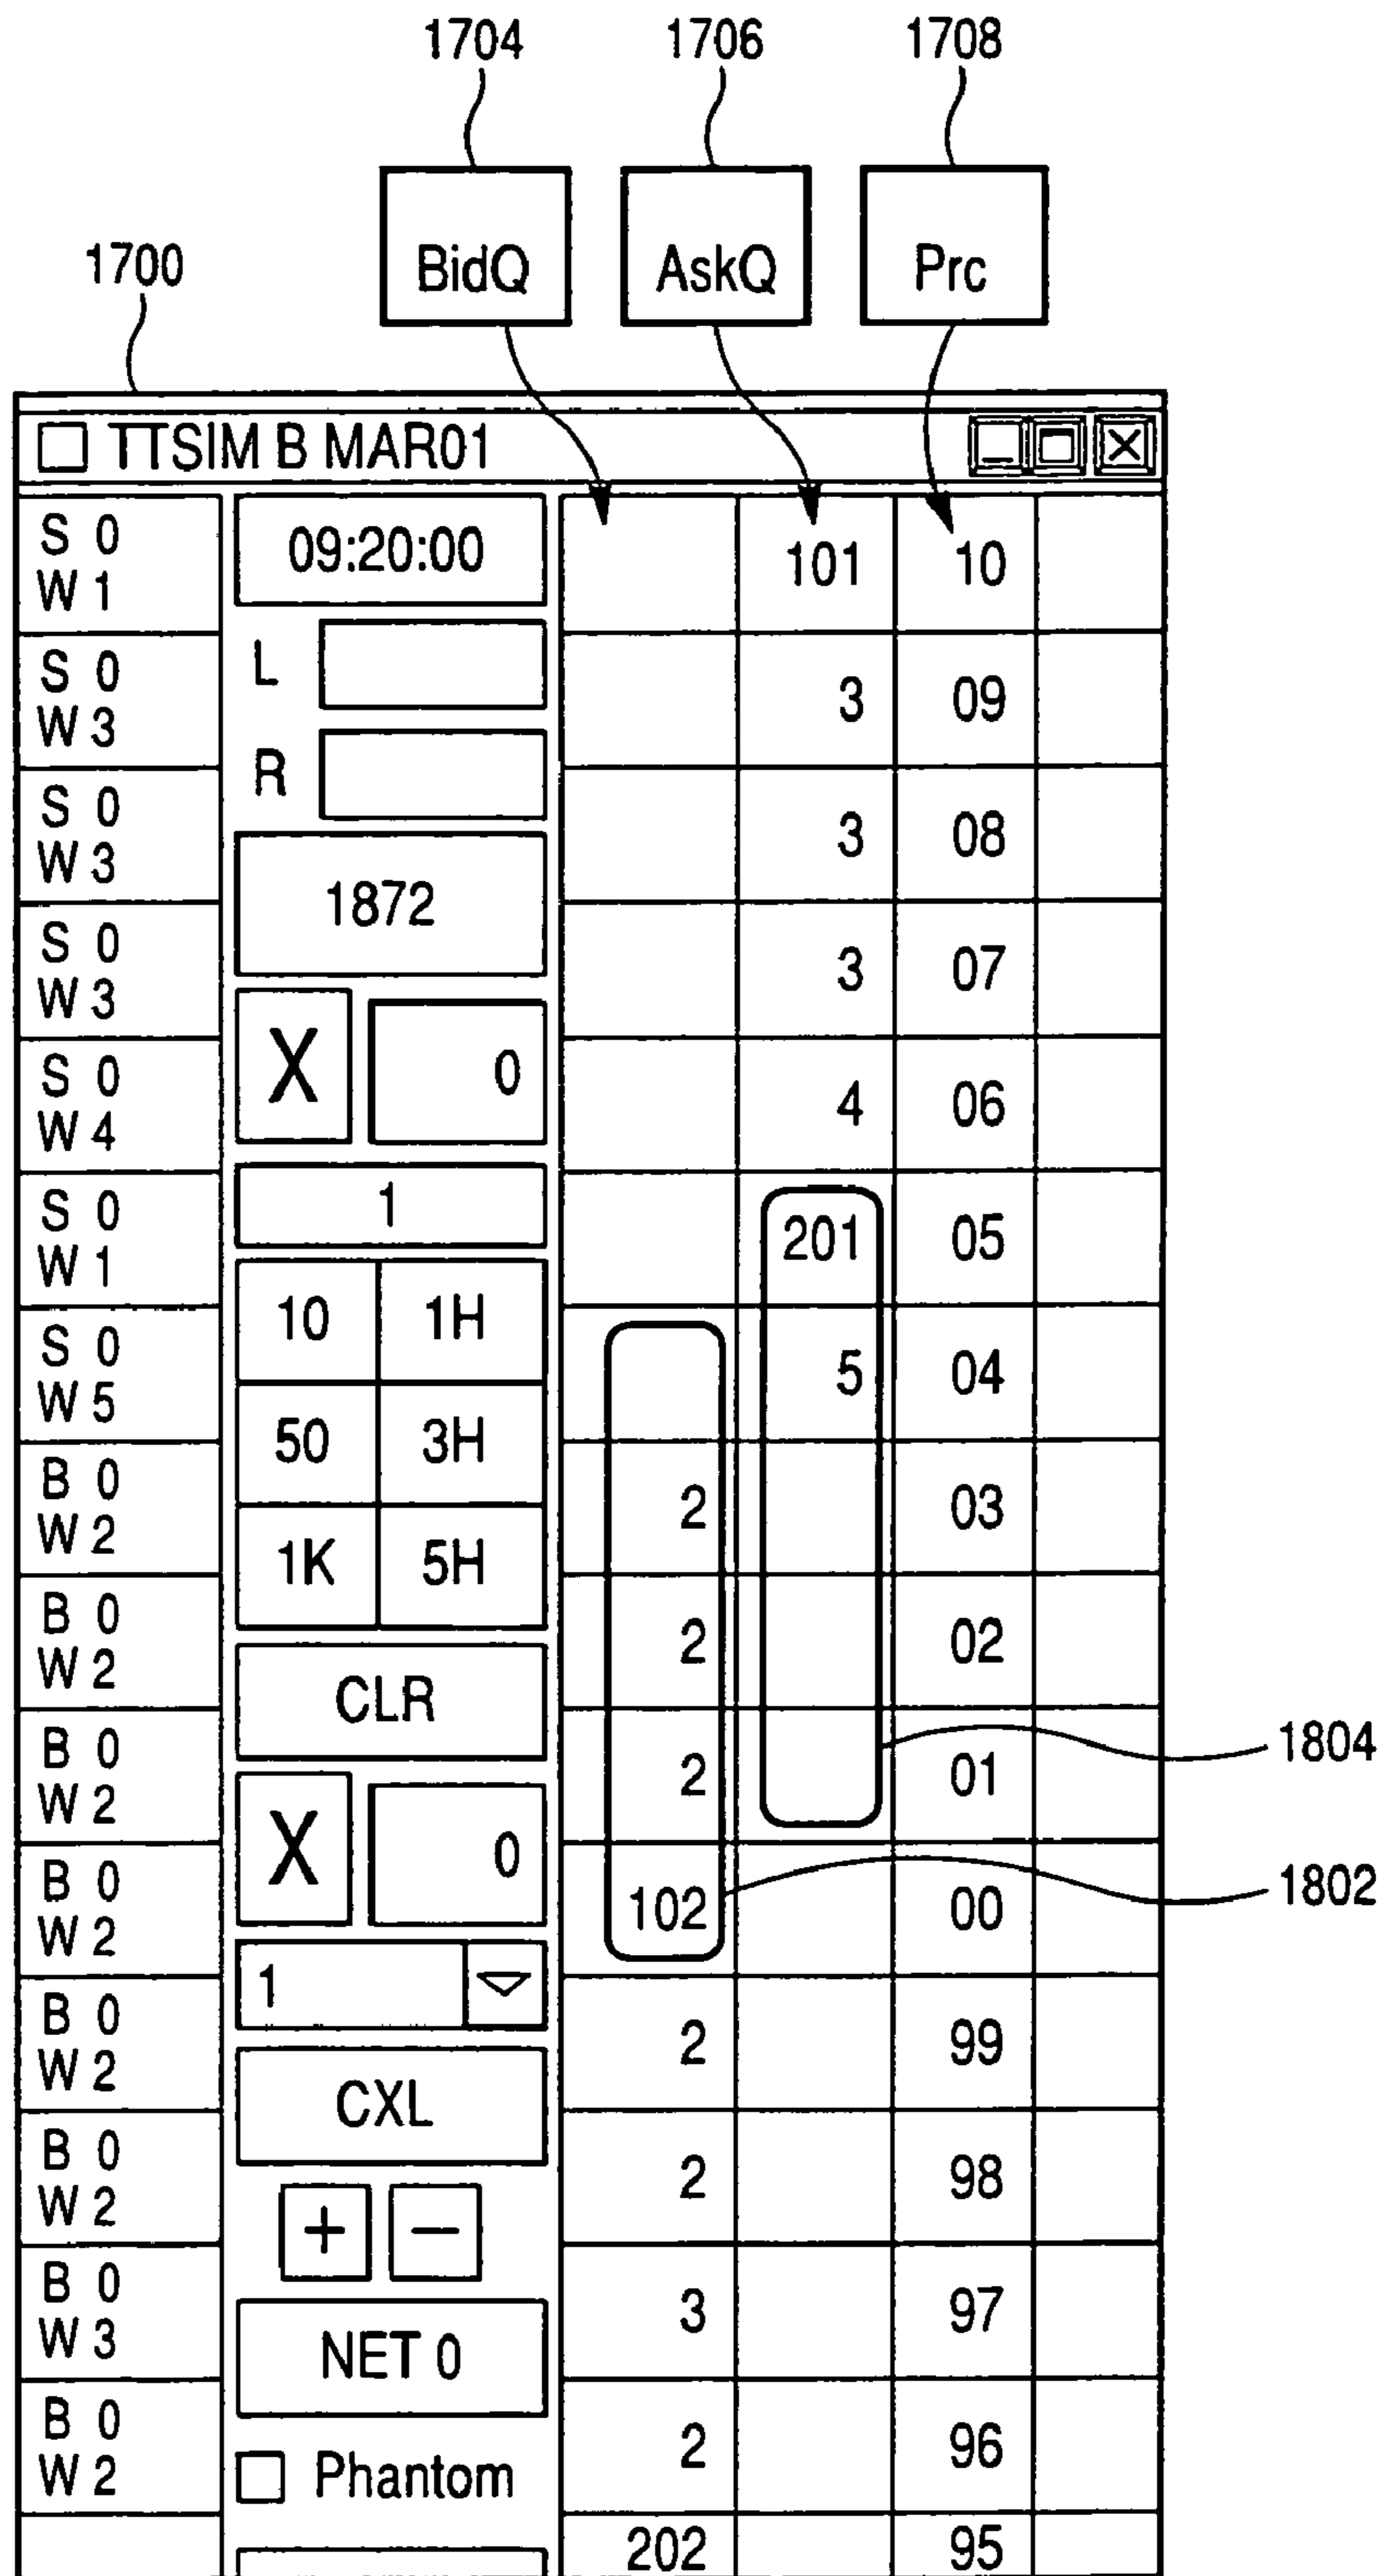 1704 1706 1708
BidQ AskQ Prc
1700
TTSIM B MAR01
S 0
W 1
09:20:00
101 10
S 0
W 3
L
3 09
S 0
W 3
R
3 08
S 0
W 3
1872
3 07
S 0
W 4
X 0
4 06
S 0
W 1
1
201 05
S 0
W 5
10 1H
5 04
B 0
W 2
50 3H
2 03
B 0
W 2
1K 5H
2 02
B 0
W 2
CLR
2 01
1804
B 0
W 2
X 0
102 00
1802
B 0
W 2
1
2 99
B 0
W 2
CXL
2 98
B 0
W 3
+ −
3 97
NET 0
B 0
W 2
2 96
Phantom
202 95